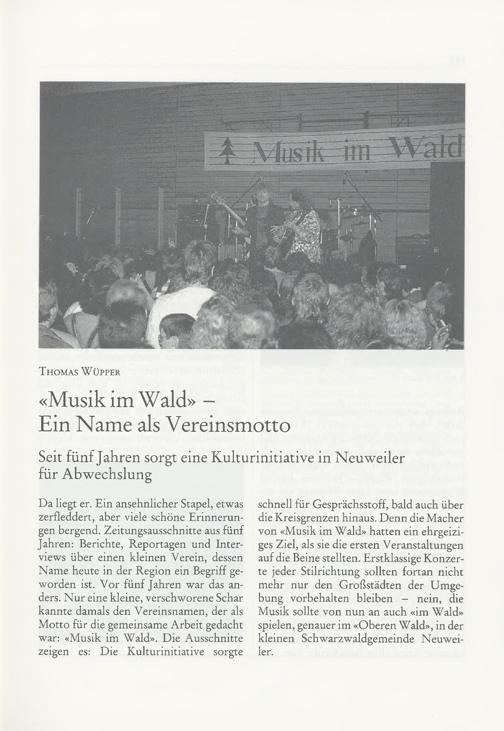 Musik im Wald
THOMAS WÜPPER
«Musik im Wald» –
Ein Name als Vereinsmotto
Seit fünf Jahren sorgt eine Kulturinitiative in Neuweiler
für Abwechslung
Da liegt er. Ein ansehnlicher Stapel, etwas
zerfleddert, aber viele schöne Erinnerun-
gen bergend. Zeitungsausschnitte aus fünf
Jahren: Berichte, Reportagen und Inter-
views über einen kleinen Verein, dessen
Name heute in der Region ein Begriff ge-
worden ist. Vor fünf Jahren war das an-
ders. Nur eine kleine, verschworene Schar
kannte damals den Vereinsnamen, der als
Motto für die gemeinsame Arbeit gedacht
war: «Musik im Wald». Die Ausschnitte
zeigen es: Die Kulturinitiative sorgte
schnell für Gesprächsstoff, bald auch über
die Kreisgrenzen hinaus. Denn die Macher
von «Musik im Wald» hatten ein ehrgeizi-
ges Ziel, als sie die ersten Veranstaltungen
auf die Beine stellten. Erstklassige Konzer-
te jeder Stilrichtung sollten fortan nicht
mehr nur den Großstädten der Umge-
bung vorbehalten bleiben – nein, die
Musik sollte von nun an auch «im Wald»
spielen, genauer im «Oberen Wald», in der
kleinen Schwarzwaldgemeinde Neuwei-
ler.